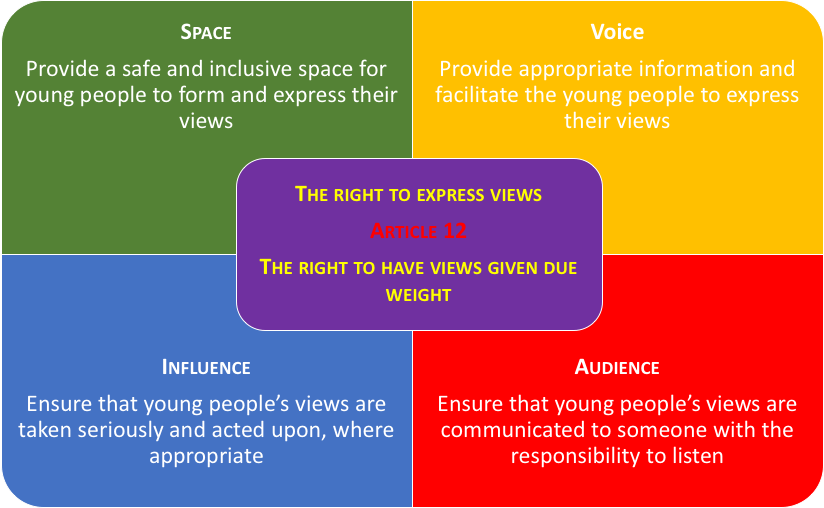 SPACE
Provide a safe and inclusive space for
young people to form and express their
views
Voice
Provide appropriate information and
facilitate the young people to express
their views
THE RIGHT TO EXPRESS VIEWS
ARTICLE 12
THE RIGHT TO HAVE VIEWS GIVEN DUE
WEIGHT
INFLUENCE
Ensure that young people’s views are
taken seriously and acted upon, where
appropriate
AUDIENCE
Ensure that young people’s views are
communicated to someone with the
responsibility to listen